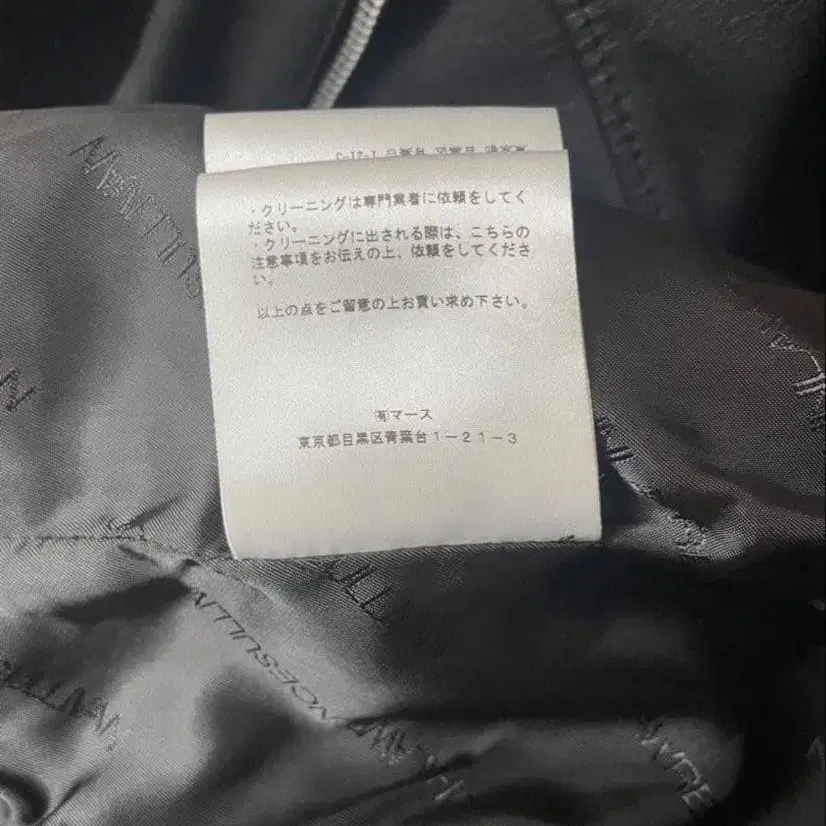 ・クリーニングは専門業者に依頼をしてく
ださい。
・クリーニングに出される際は、こちらの
注意事項をお伝えの上、依頼をしてくださ
い。
以上の点をご留意の上お買い求め下さい。
㈲マース
東京都目黒区青葉台1－21－3